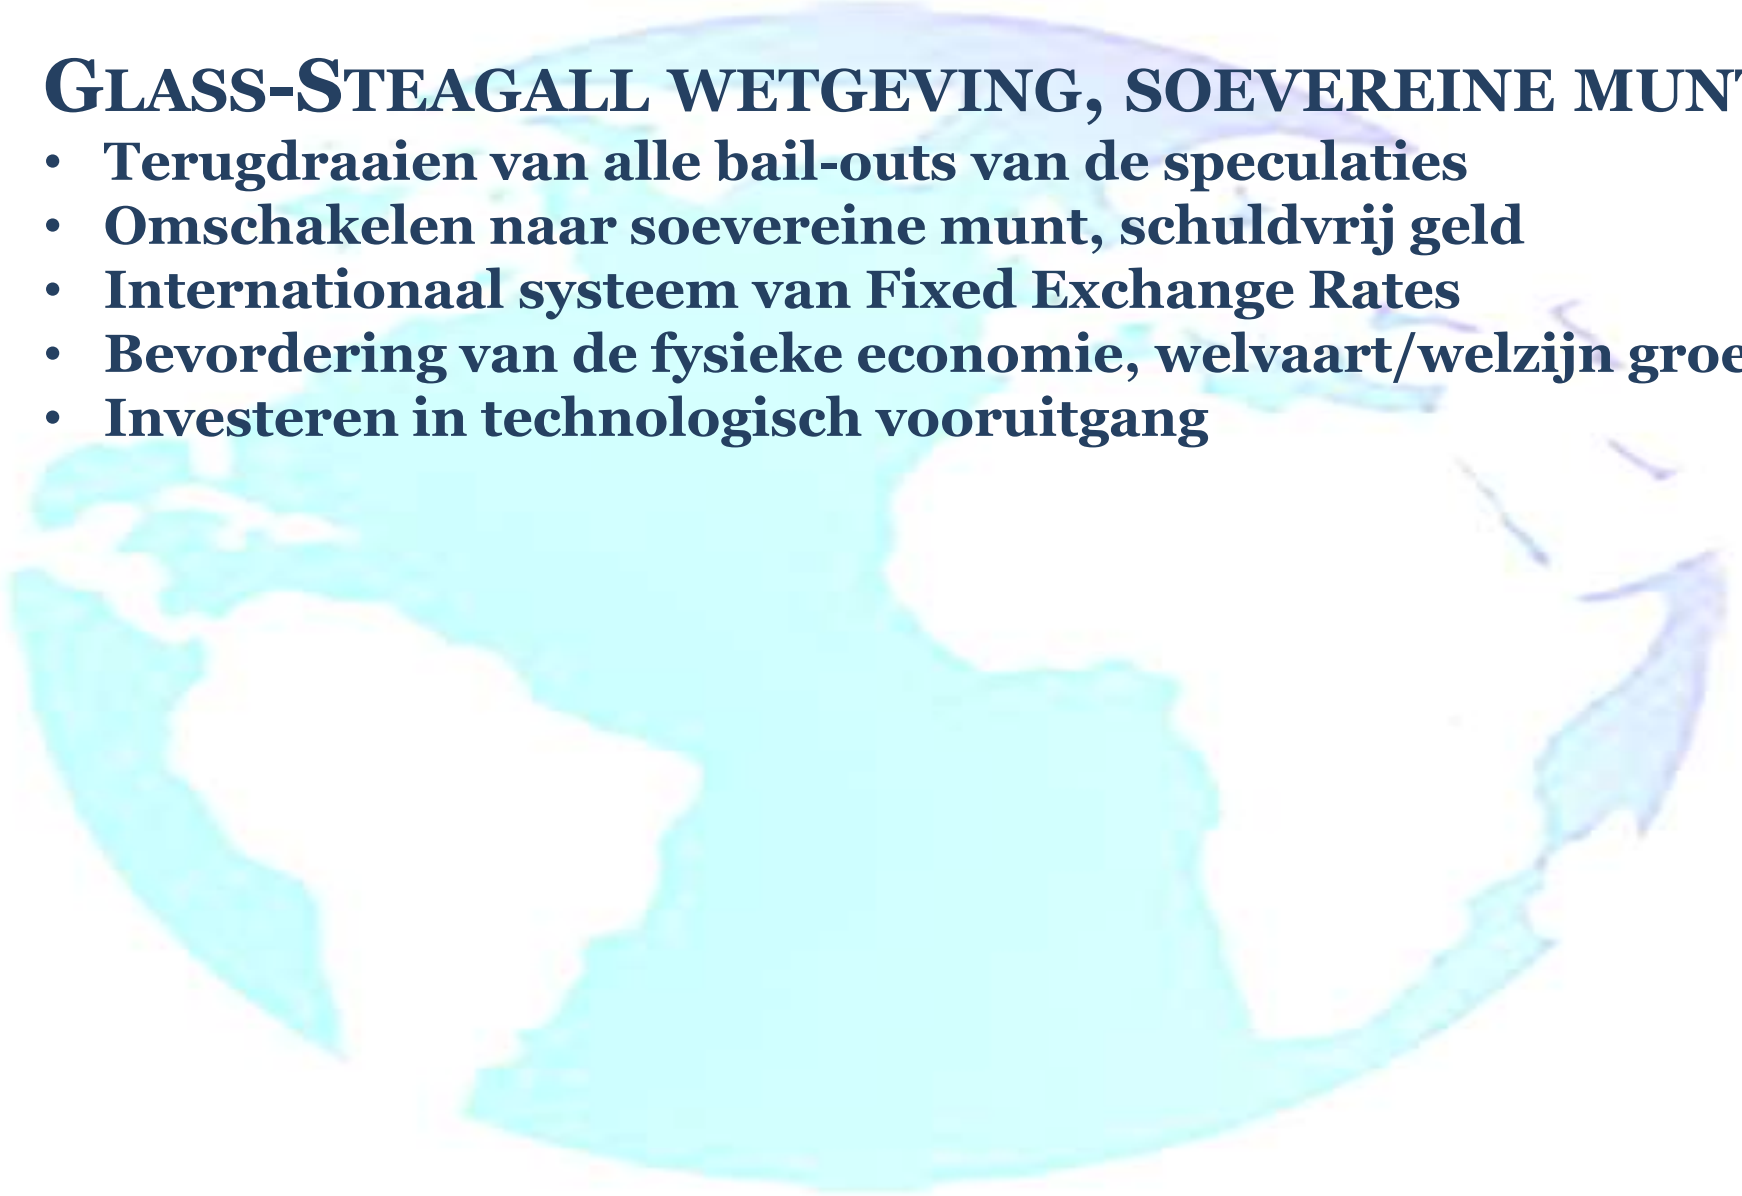 GLASS-STEAGALL WETGEVING, SOEVEREINE MUNT
• Terugdraaien van alle bail-outs van de speculaties
• Omschakelen naar soevereine munt, schuldvrij geld
• Internationaal systeem van Fixed Exchange Rates
• Bevordering van de fysieke economie, welvaart/welzijn groe
• Investeren in technologisch vooruitgang